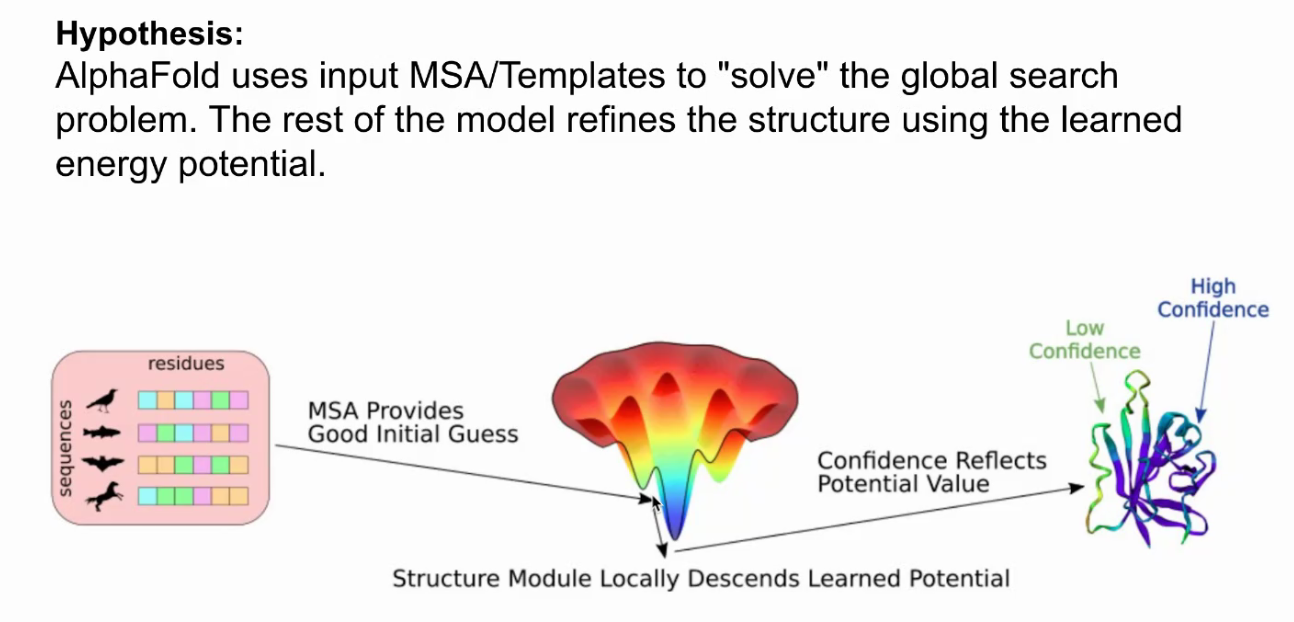 Hypothesis:
AlphaFold uses input MSA/Templates to "solve" the global search
problem. The rest of the model refines the structure using the learned
energy potential.
High
Confidence
Low
Confidence
residues
sequences
MSA Provides
Good Initial Guess
Confidence Reflects
Potential Value
Structure Module Locally Descends Learned Potential